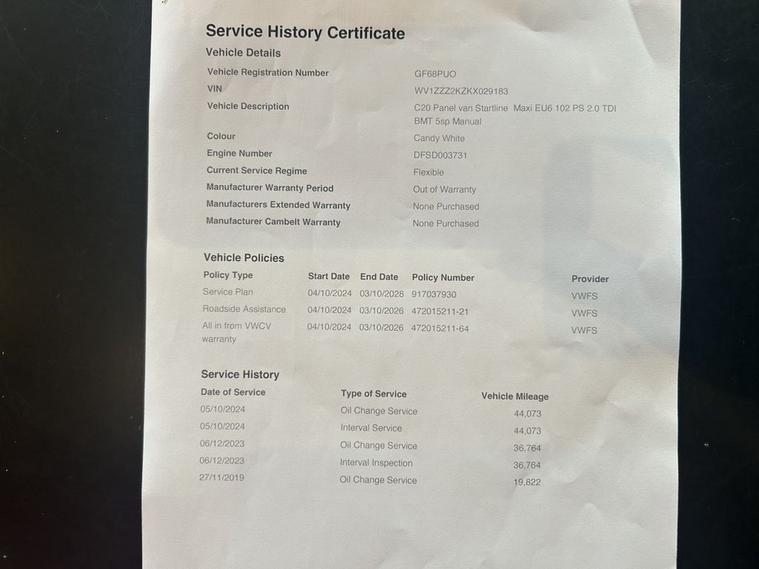 Service History Certificate
Vehicle Details
Vehicle Registration Number GF68PUO
VIN WV1ZZZ2KZKX029183
Vehicle Description C20 Panel van Startline Maxi EU6 102 PS 2.0 TDI
BMT 5sp Manual
Colour Candy White
Engine Number DFSD003731
Current Service Regime Flexible
Manufacturer Warranty Period Out of Warranty
Manufacturers Extended Warranty None Purchased
Manufacturer Cambelt Warranty None Purchased
Vehicle Policies
Policy Type Start Date End Date Policy Number Provider
Service Plan 04/10/2024 03/10/2028 917037930 VWFS
Roadside Assistance 04/10/2024 03/10/2026 472015211-21 VWFS
All in from VWCV 04/10/2024 03/10/2026 472015211-64 VWFS
warranty
Service History
Date of Service Type of Service Vehicle Mileage
05/10/2024 Oil Change Service 44,073
05/10/2024 Interval Service 44,073
06/12/2023 Oil Change Service 36,764
06/12/2023 Interval Inspection 36,764
27/11/2019 Oil Change Service 19,822